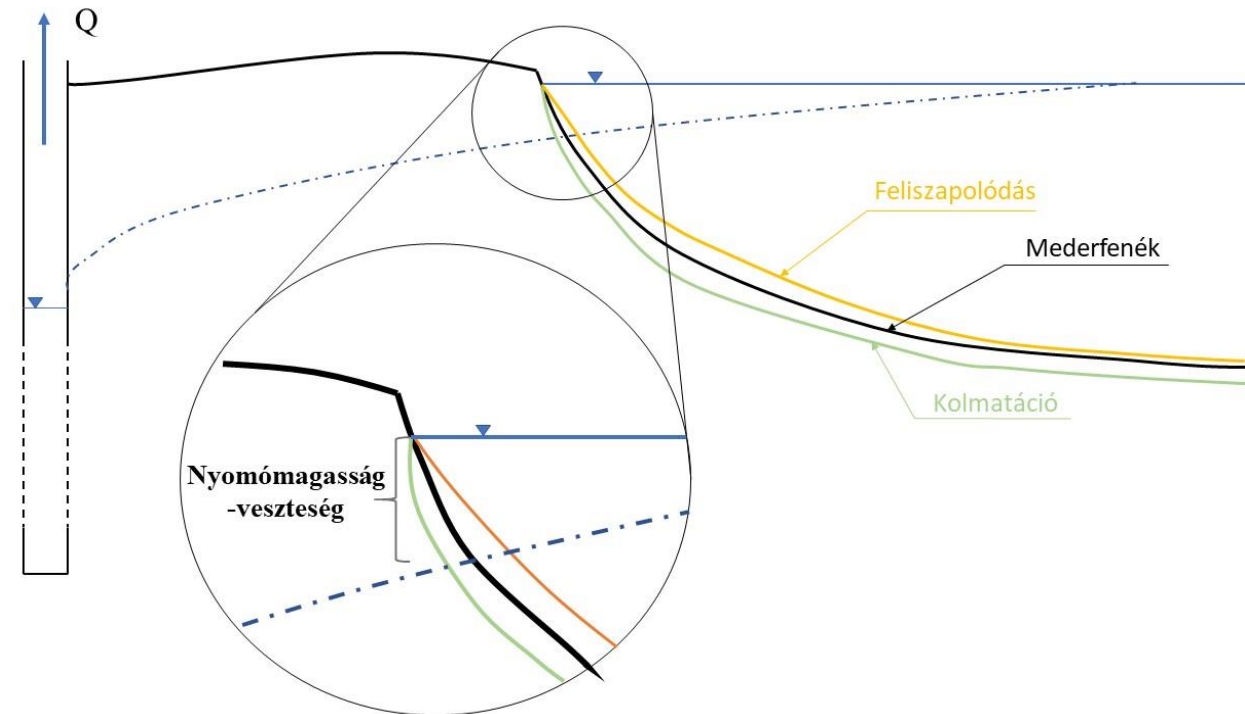 Q
Feliszapolódás
Mederfenék
Kolmatáció
Nyomómagasság
-veszteség